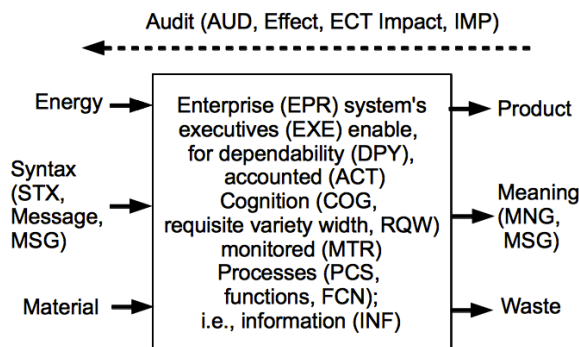 Audit (AUD, Effect, ECT Impact, IMP)
Energy
Syntax
(STX,
Message,
MSG)
Material
Enterprise (EPR) system's
executives (EXE) enable,
for dependability (DPY),
accounted (ACT)
Cognition (COG,
requisite variety width, RQW)
monitored (MTR)
Processes (PCS,
functions, FCN);
i.e., information (INF)
Product
Meaning
(MNG,
MSG)
Waste